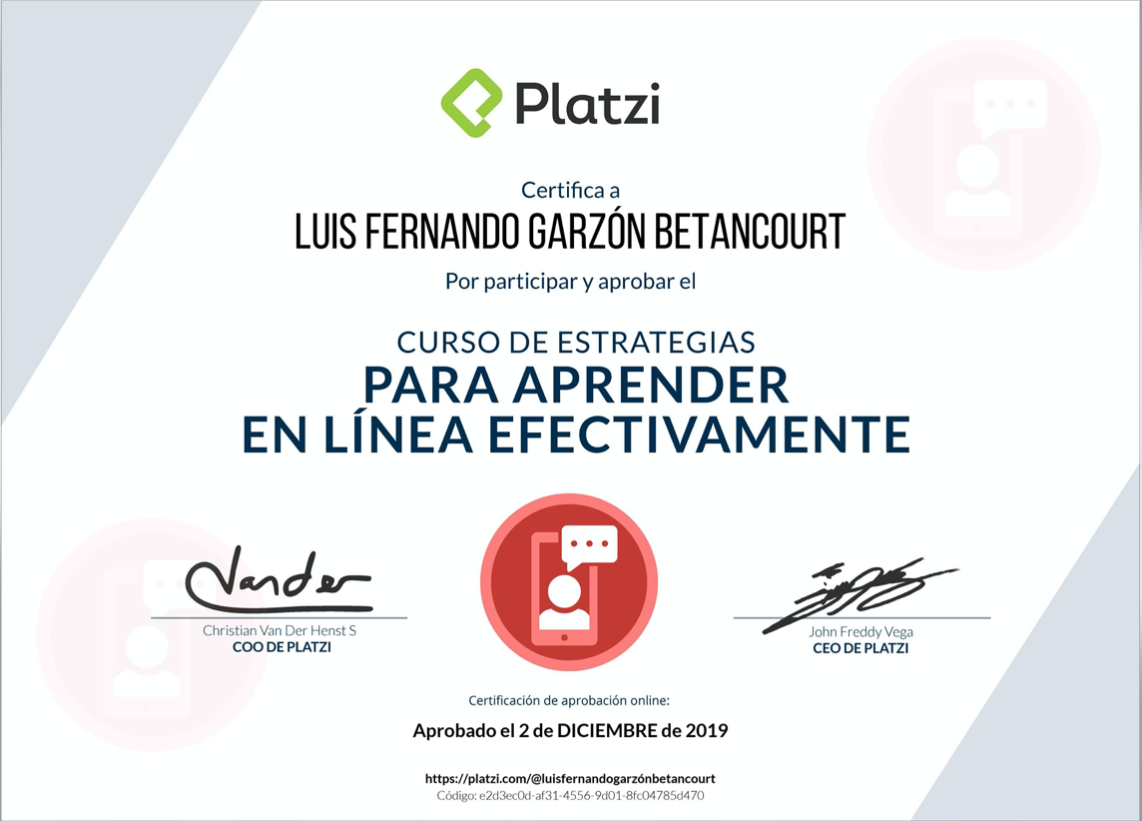 Platzi
Certifica a
LUIS FERNANDO GARZÓN BETANCOURT
Por participar y aprobar el
CURSO DE ESTRATEGIAS
PARA APRENDER
EN LÍNEA EFECTIVAMENTE
Vander
Christian Van Der Henst S
COO DE PLATZI
John Freddy Vega
CEO DE PLATZI
Certificación de aprobación online:
Aprobado el 2 de DICIEMBRE de 2019
https://platzi.com/@luisfernandogarzónbetancourt
Código: e2d3ec0d-af31-4556-9d01-8fc04785d470